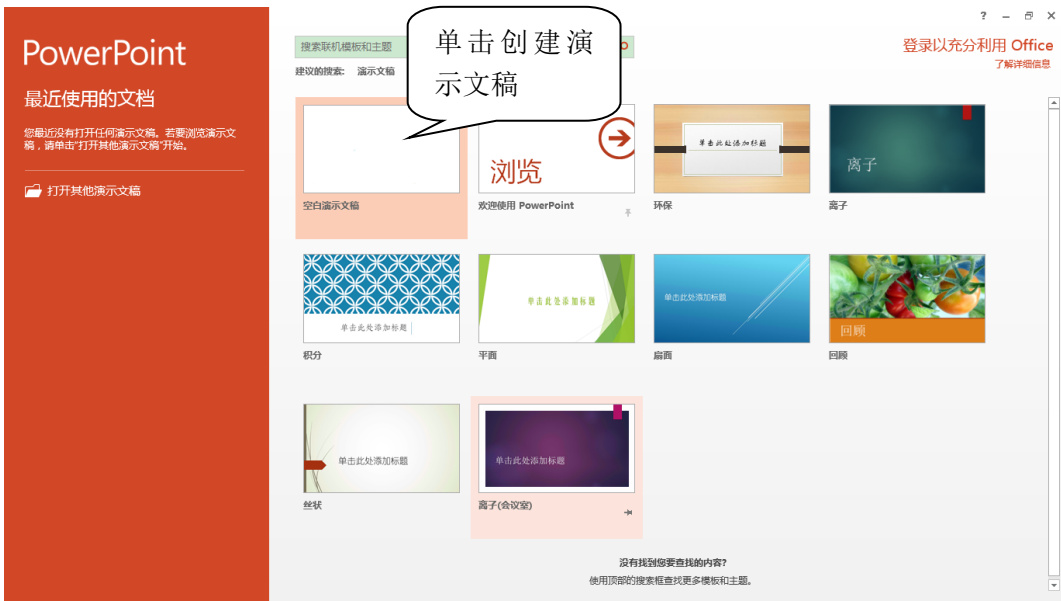 PowerPoint
最近使用的文档
您最近没有打开任何演示文稿。若要浏览演示文
稿，请单击"打开其他演示文稿"开始。
打开其他演示文稿
?
登录以充分利用 Office
了解详细信息
搜索联机模板和主题
建议的搜索: 演示文稿
单击创建演
示文稿
空白演示文稿
浏览
欢迎使用 PowerPoint
单击此处添加标题
环保
离子
离子
单击此处添加标题
积分
单击此处添加标题
平面
单击此处添加标题
扇面
回顾
回顾
单击此处添加标题
丝状
单击此处添加标题
离子(会议室)
没有找到您要查找的内容?
使用顶部的搜索框查找更多模板和主题。